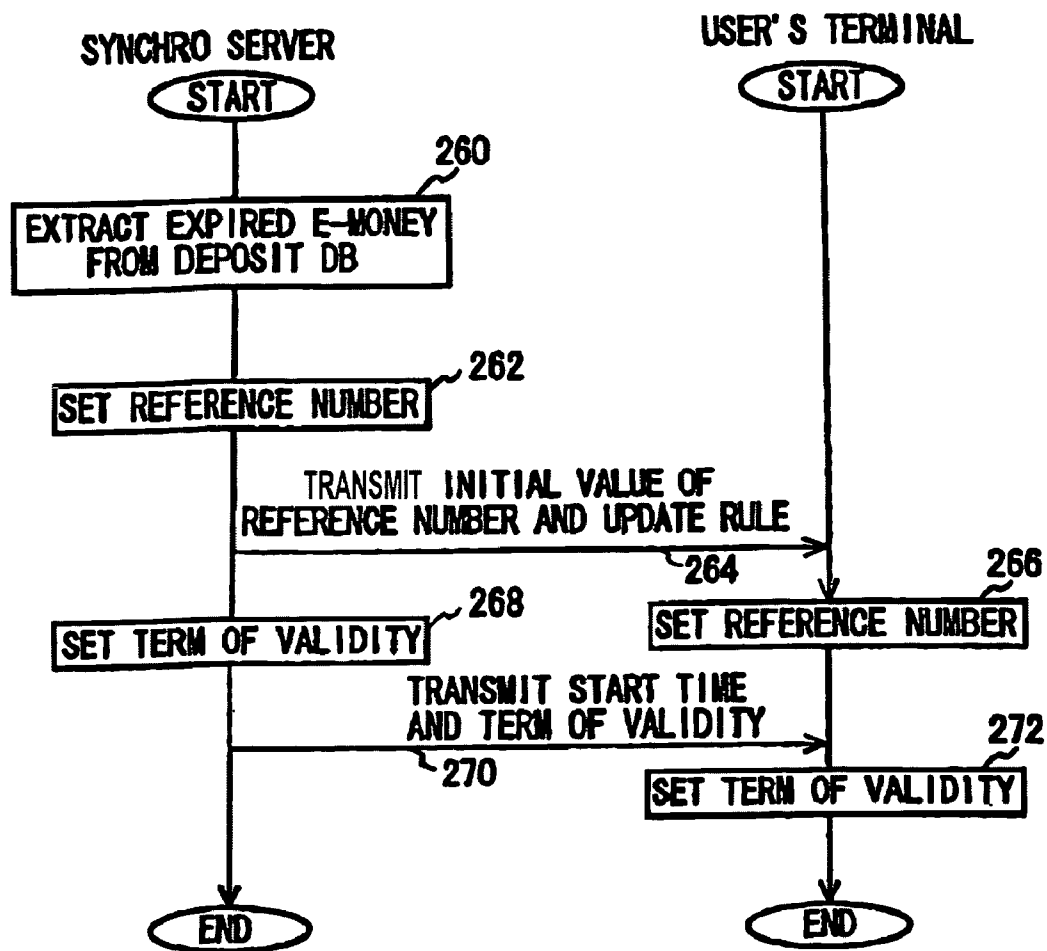 SYNCHRO SERVER
USER'S TERMINAL
START
START
260
EXTRACT EXPIRED E-MONEY
FROM DEPOSIT DB
262
SET REFERENCE NUMBER
TRANSMIT INITIAL VALUE OF
REFERENCE NUMBER AND UPDATE RULE
264
266
268
SET REFERENCE NUMBER
SET TERM OF VALIDITY
TRANSMIT START TIME
AND TERM OF VALIDITY
270
272
SET TERM OF VALIDITY
END
END